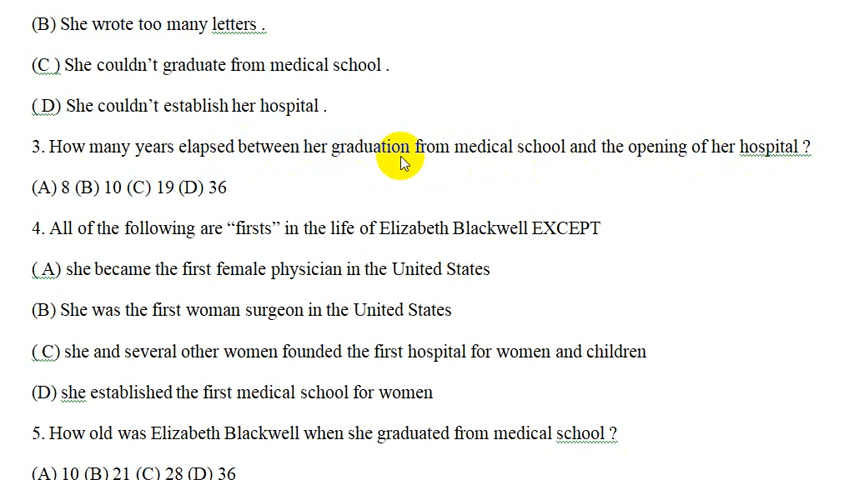 (B) She wrote too many letters .
(C ) She couldn’t graduate from medical school .
( D) She couldn’t establish her hospital .
3. How many years elapsed between her graduation from medical school and the opening of her hospital ?
(A) 8 (B) 10 (C) 19 (D) 36
4. All of the following are “firsts” in the life of Elizabeth Blackwell EXCEPT
( A) she became the first female physician in the United States
(B) She was the first woman surgeon in the United States
( C) she and several other women founded the first hospital for women and children
(D) she established the first medical school for women
5. How old was Elizabeth Blackwell when she graduated from medical school ?
(A) 10 (B) 21 (C) 28 (D) 36